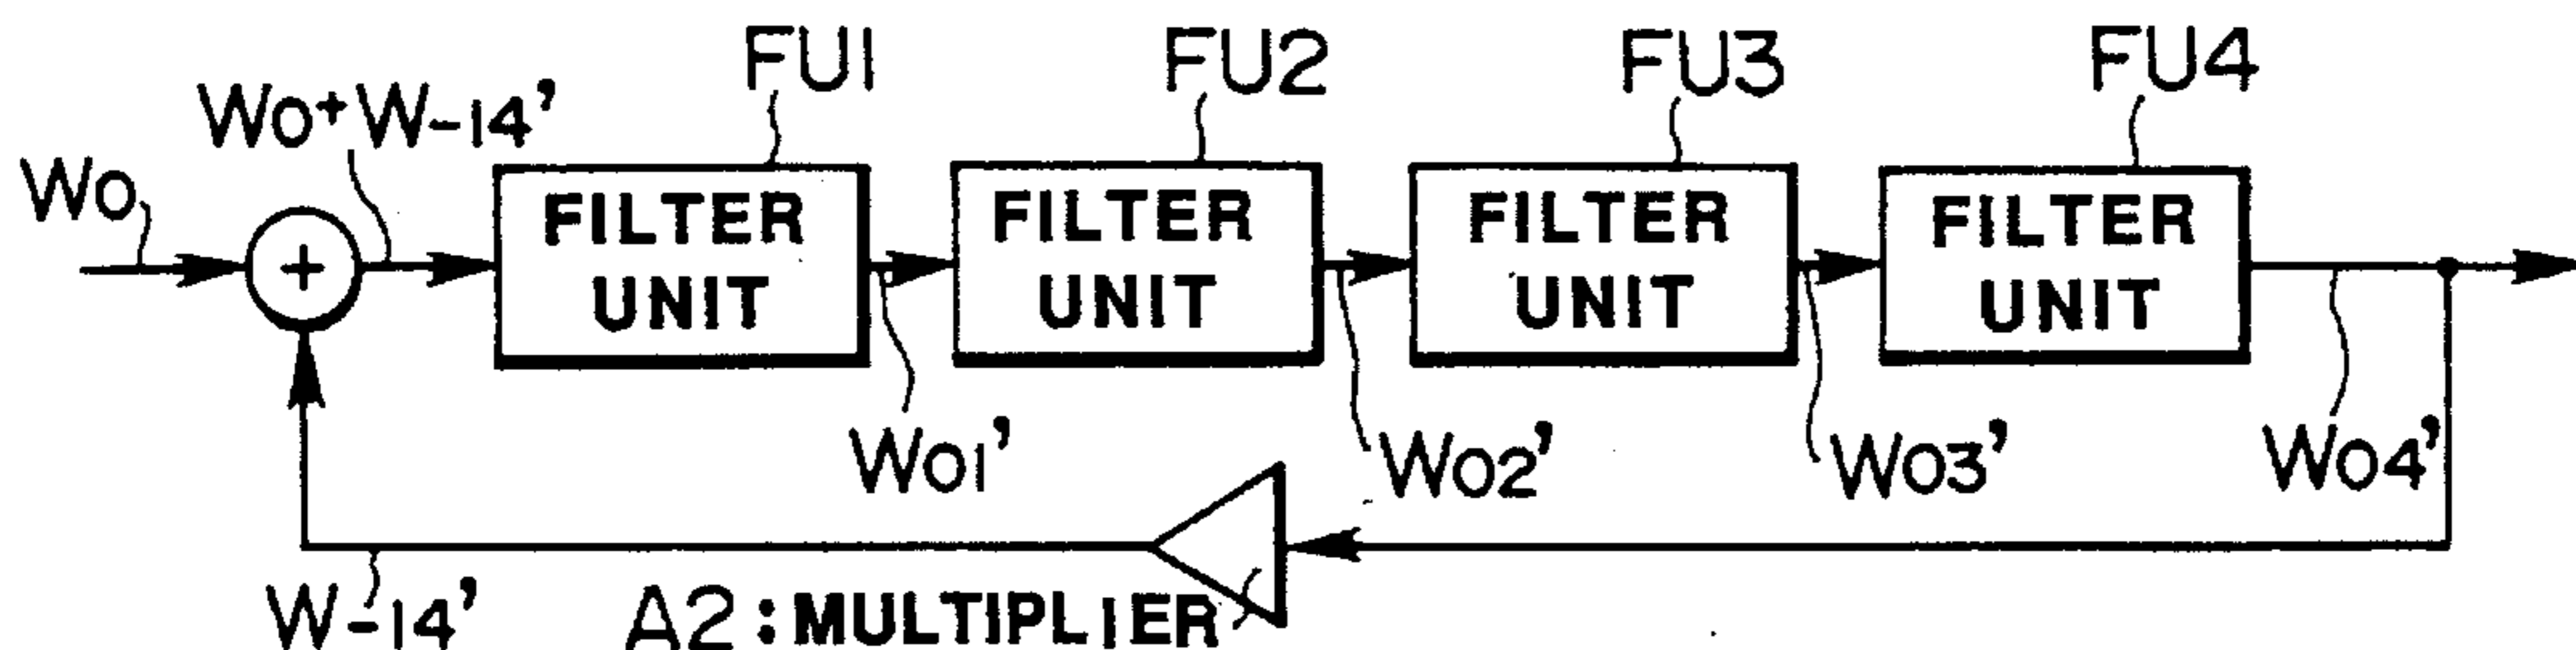 FU1
FU2
FU3
FU4
W0+W-14'
W0
+
FILTER
UNIT
FILTER
UNIT
FILTER
UNIT
FILTER
UNIT
W01'
W02'
W03'
W04'
W-14'
A2:MULTIPLIER